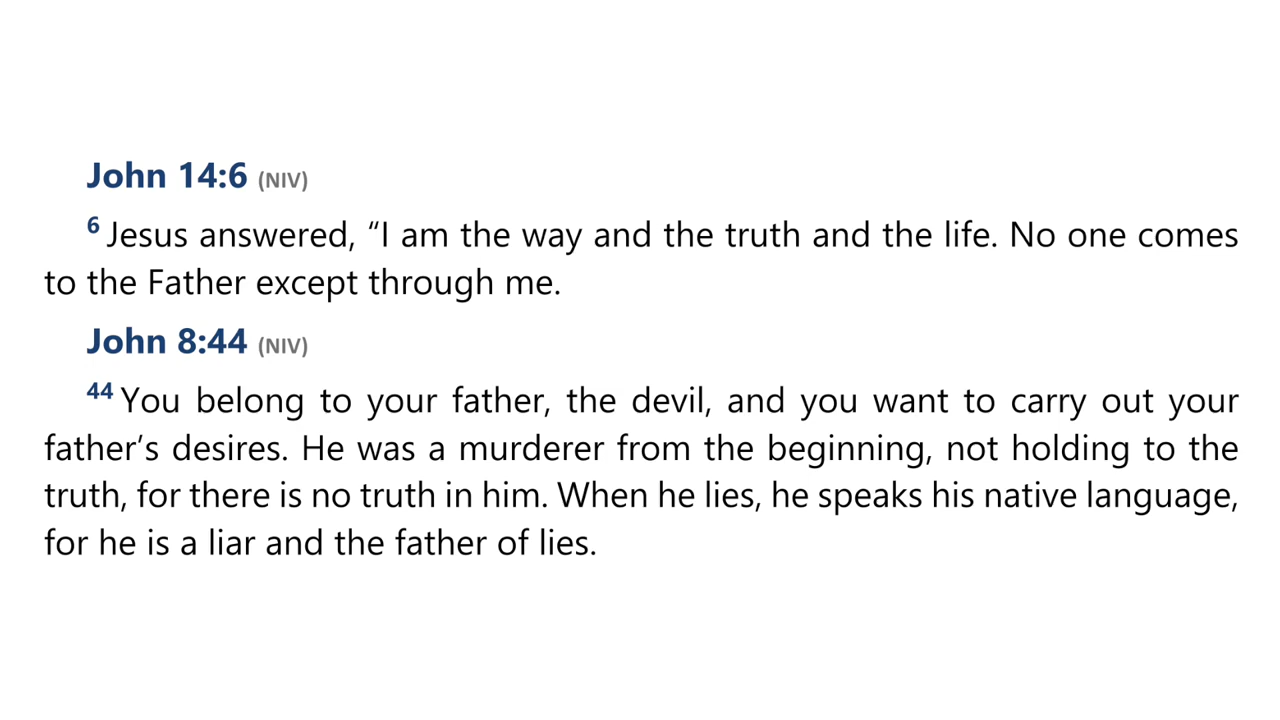 John 14:6 (NIV)
6 Jesus answered, “I am the way and the truth and the life. No one comes
to the Father except through me.
John 8:44 (NIV)
44 You belong to your father, the devil, and you want to carry out your
father’s desires. He was a murderer from the beginning, not holding to the
truth, for there is no truth in him. When he lies, he speaks his native language,
for he is a liar and the father of lies.